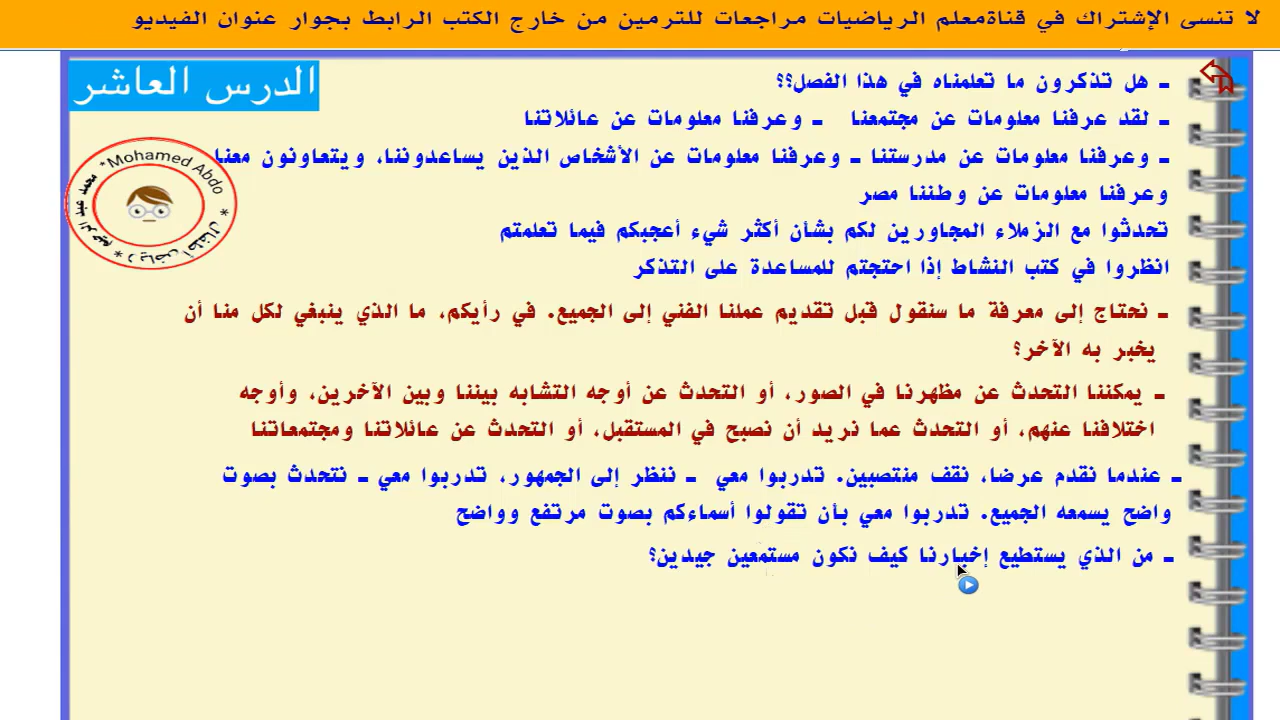 لا تنسى الإشتراك في قناةمعلم الرياضيات مراجعات للترمين من خارج الكتب الرابط بجوار عنوان الفيديو
الدرس العاشر
ـ هل تذكرون ما تعلمناه في هذا الفصل؟؟
ـ لقد عرفنا معلومات عن مجتمعنا ـ وعرفنا معلومات عن عائلاتنا
ـ وعرفنا معلومات عن مدرستنا ـ وعرفنا معلومات عن الأشخاص الذين يساعدوننا، ويتعاونون معنا
وعرفنا معلومات عن وطننا مصر
تحدثوا مع الزملاء المجاورين لكم بشأن أكثر شيء أعجبكم فيما تعلمتم
انظروا في كتب النشاط إذا احتجتم للمساعدة على التذكر
ـ نحتاج إلى معرفة ما سنقول قبل تقديم عملنا الفني إلى الجميع. في رأيكم، ما الذي ينبغي لكل منا أن
يخبر به الآخر؟
ـ يمكننا التحدث عن مظهرنا في الصور، أو التحدث عن أوجه التشابه بيننا وبين الآخرين، وأوجه
اختلافنا عنهم، أو التحدث عما نريد أن نصبح في المستقبل، أو التحدث عن عائلاتنا ومجتمعاتنا
ـ عندما نقدم عرضا، نقف منتصبين. تدربوا معي ـ ننظر إلى الجمهور، تدربوا معي ـ نتحدث بصوت
واضح يسمعه الجميع. تدربوا معي بأن تقولوا أسماءكم بصوت مرتفع وواضح
ـ من الذي يستطيع إخبارنا كيف نكون مستمعين جيدين؟
*Mohamed Abdo*
محمد عبد الرحيم
* رياض أطفال *